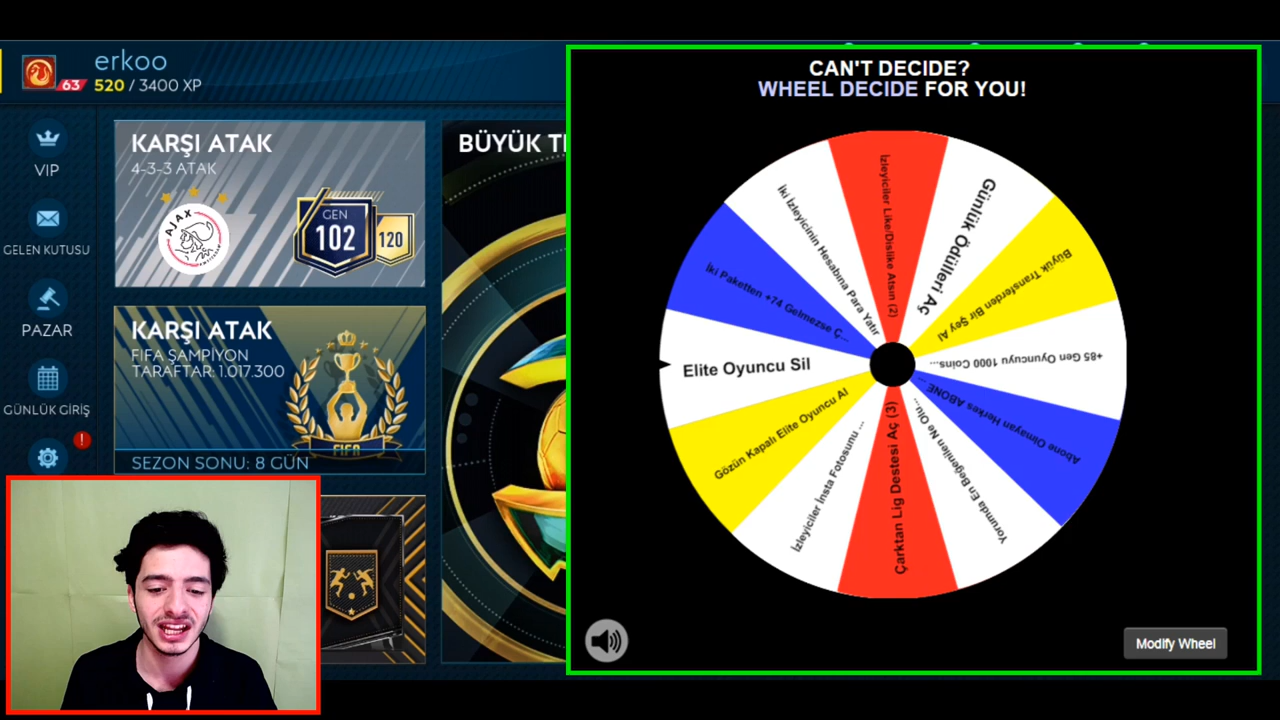 erkoo
63 520 / 3400 XP
VIP
GELEN KUTUSU
PAZAR
GÜNLÜK GİRİŞ
!
KARŞI ATAK
4-3-3 ATAK
AJAX
GEN
102
120
KARŞI ATAK
FIFA ŞAMPİYON
TARAFTAR: 1.017.300
FIFA
SEZON SONU: 8 GÜN
BÜYÜK
CAN'T DECIDE?
WHEEL DECIDE FOR YOU!
İzleyiciler Like/Dislike Atsın (2)
Günlük Ödülleri Aç
Büyük Transferden Bir Şey Al
+85 Gen Oyuncuyu 1000 Coins...
Abone Olmayan Herkes ABONE ...
Yorumda En Beğenilen Ne Olu...
Çarktan Lig Destesi Aç (3)
İzleyiciler İnsta Fotosunu ...
Gözün Kapalı Elite Oyuncu Al
Elite Oyuncu Sil
İki Paketten +74 Gelmezse Ç...
İki İzleyicinin Hesabına Para Yatır
Modify Wheel